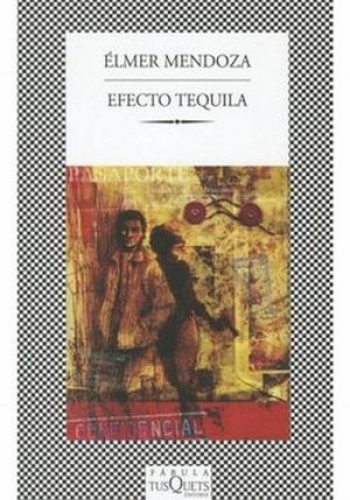 ÉLMER MENDOZA
EFECTO TEQUILA
PASAPORTE
CONFIDENCIAL
FÁBULA
TUSQUETS
EDITORES